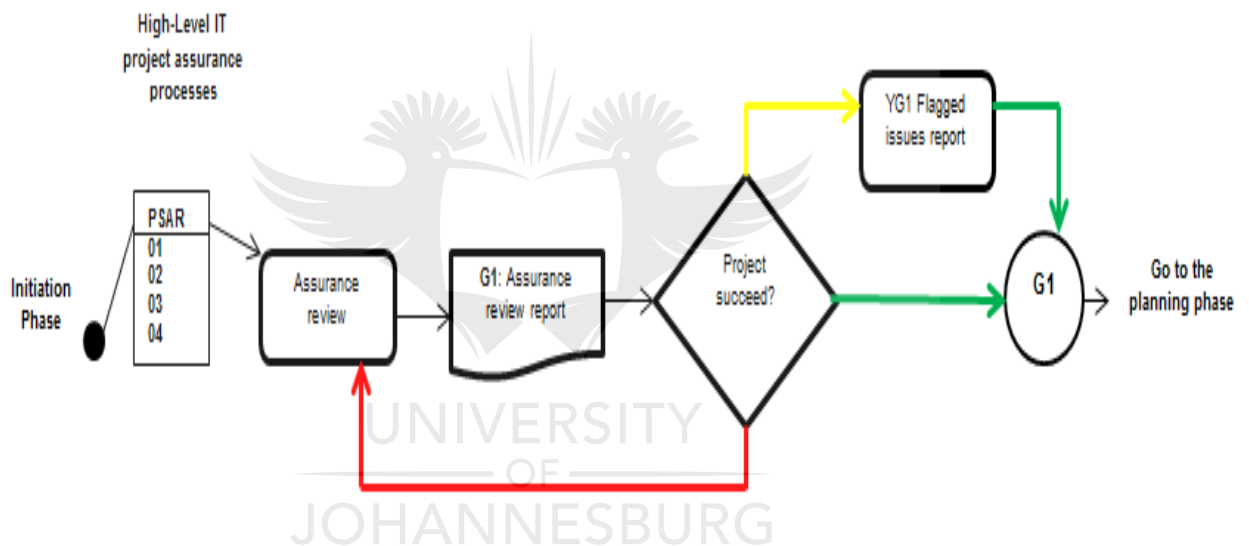 High-Level IT
project assurance
processes
Initiation
Phase
PSAR
01
02
03
04
Assurance
review
G1: Assurance
review report
Project
succeed?
YG1 Flagged
issues report
G1
Go to the
planning phase
UNIVERSITY
OF
JOHANNESBURG